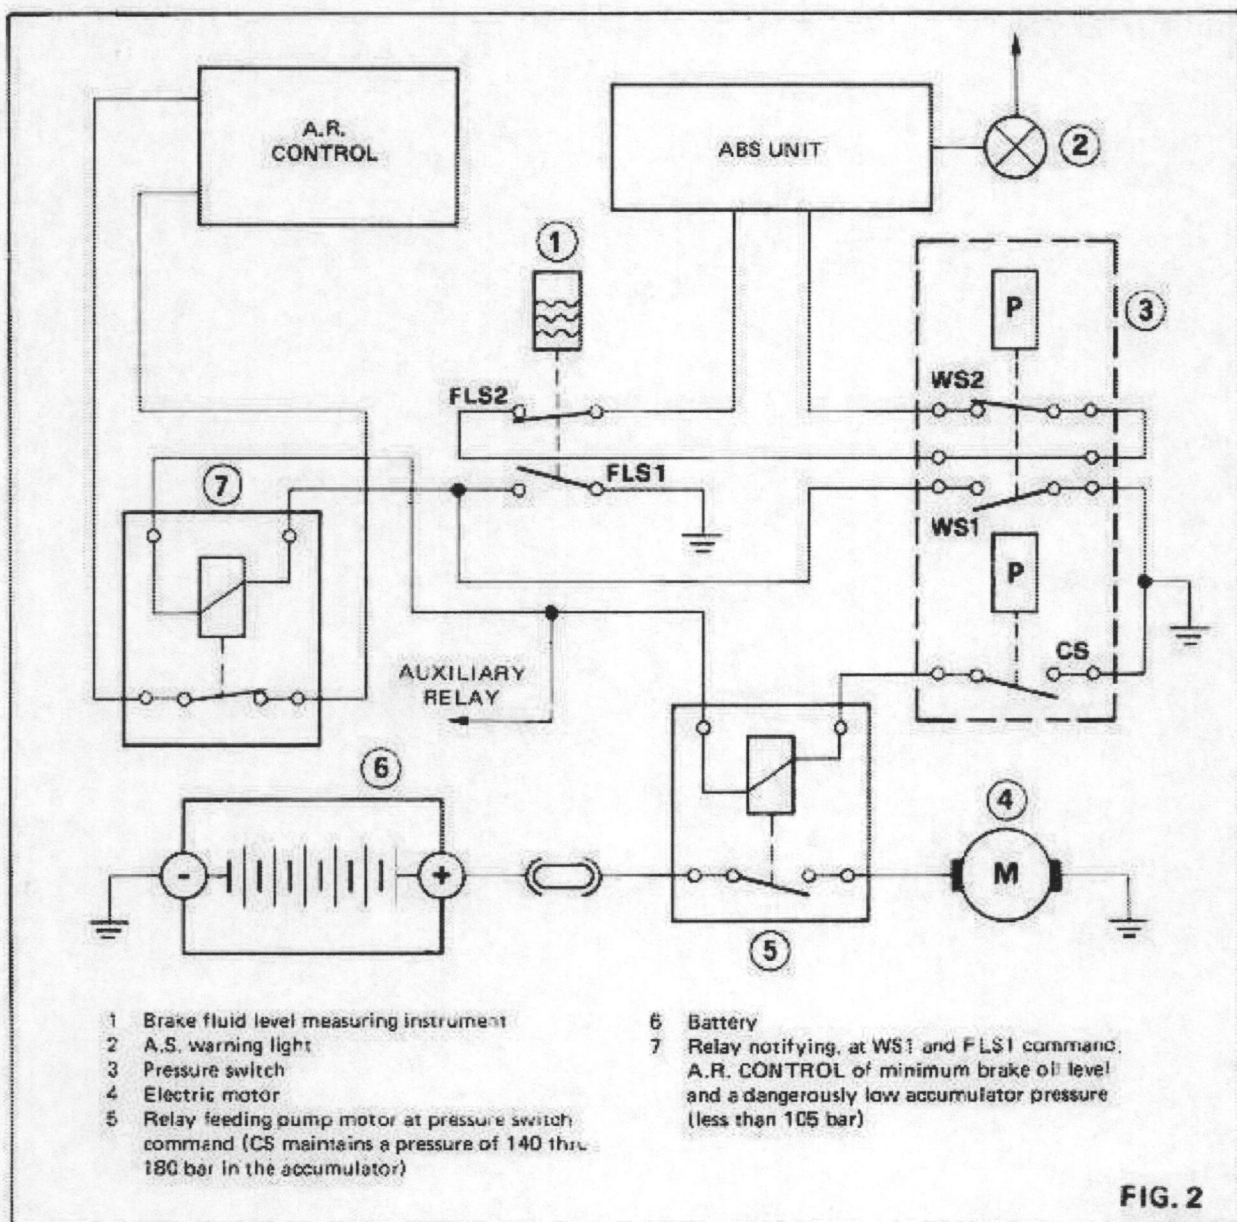 A.R.
CONTROL
ABS UNIT
2
1
P
3
FLS2
WS2
FLS1
7
WS1
P
CS
AUXILIARY
RELAY
6
4
-
+
M
5
1 Brake fluid level measuring instrument
2 A.S. warning light
3 Pressure switch
4 Electric motor
5 Relay feeding pump motor at pressure switch
command (CS maintains a pressure of 140 thru
180 bar in the accumulator)
6 Battery
7 Relay notifying, at WS1 and FLS1 command,
A.R. CONTROL of minimum brake oil level
and a dangerously low accumulator pressure
(less than 105 bar)
FIG. 2